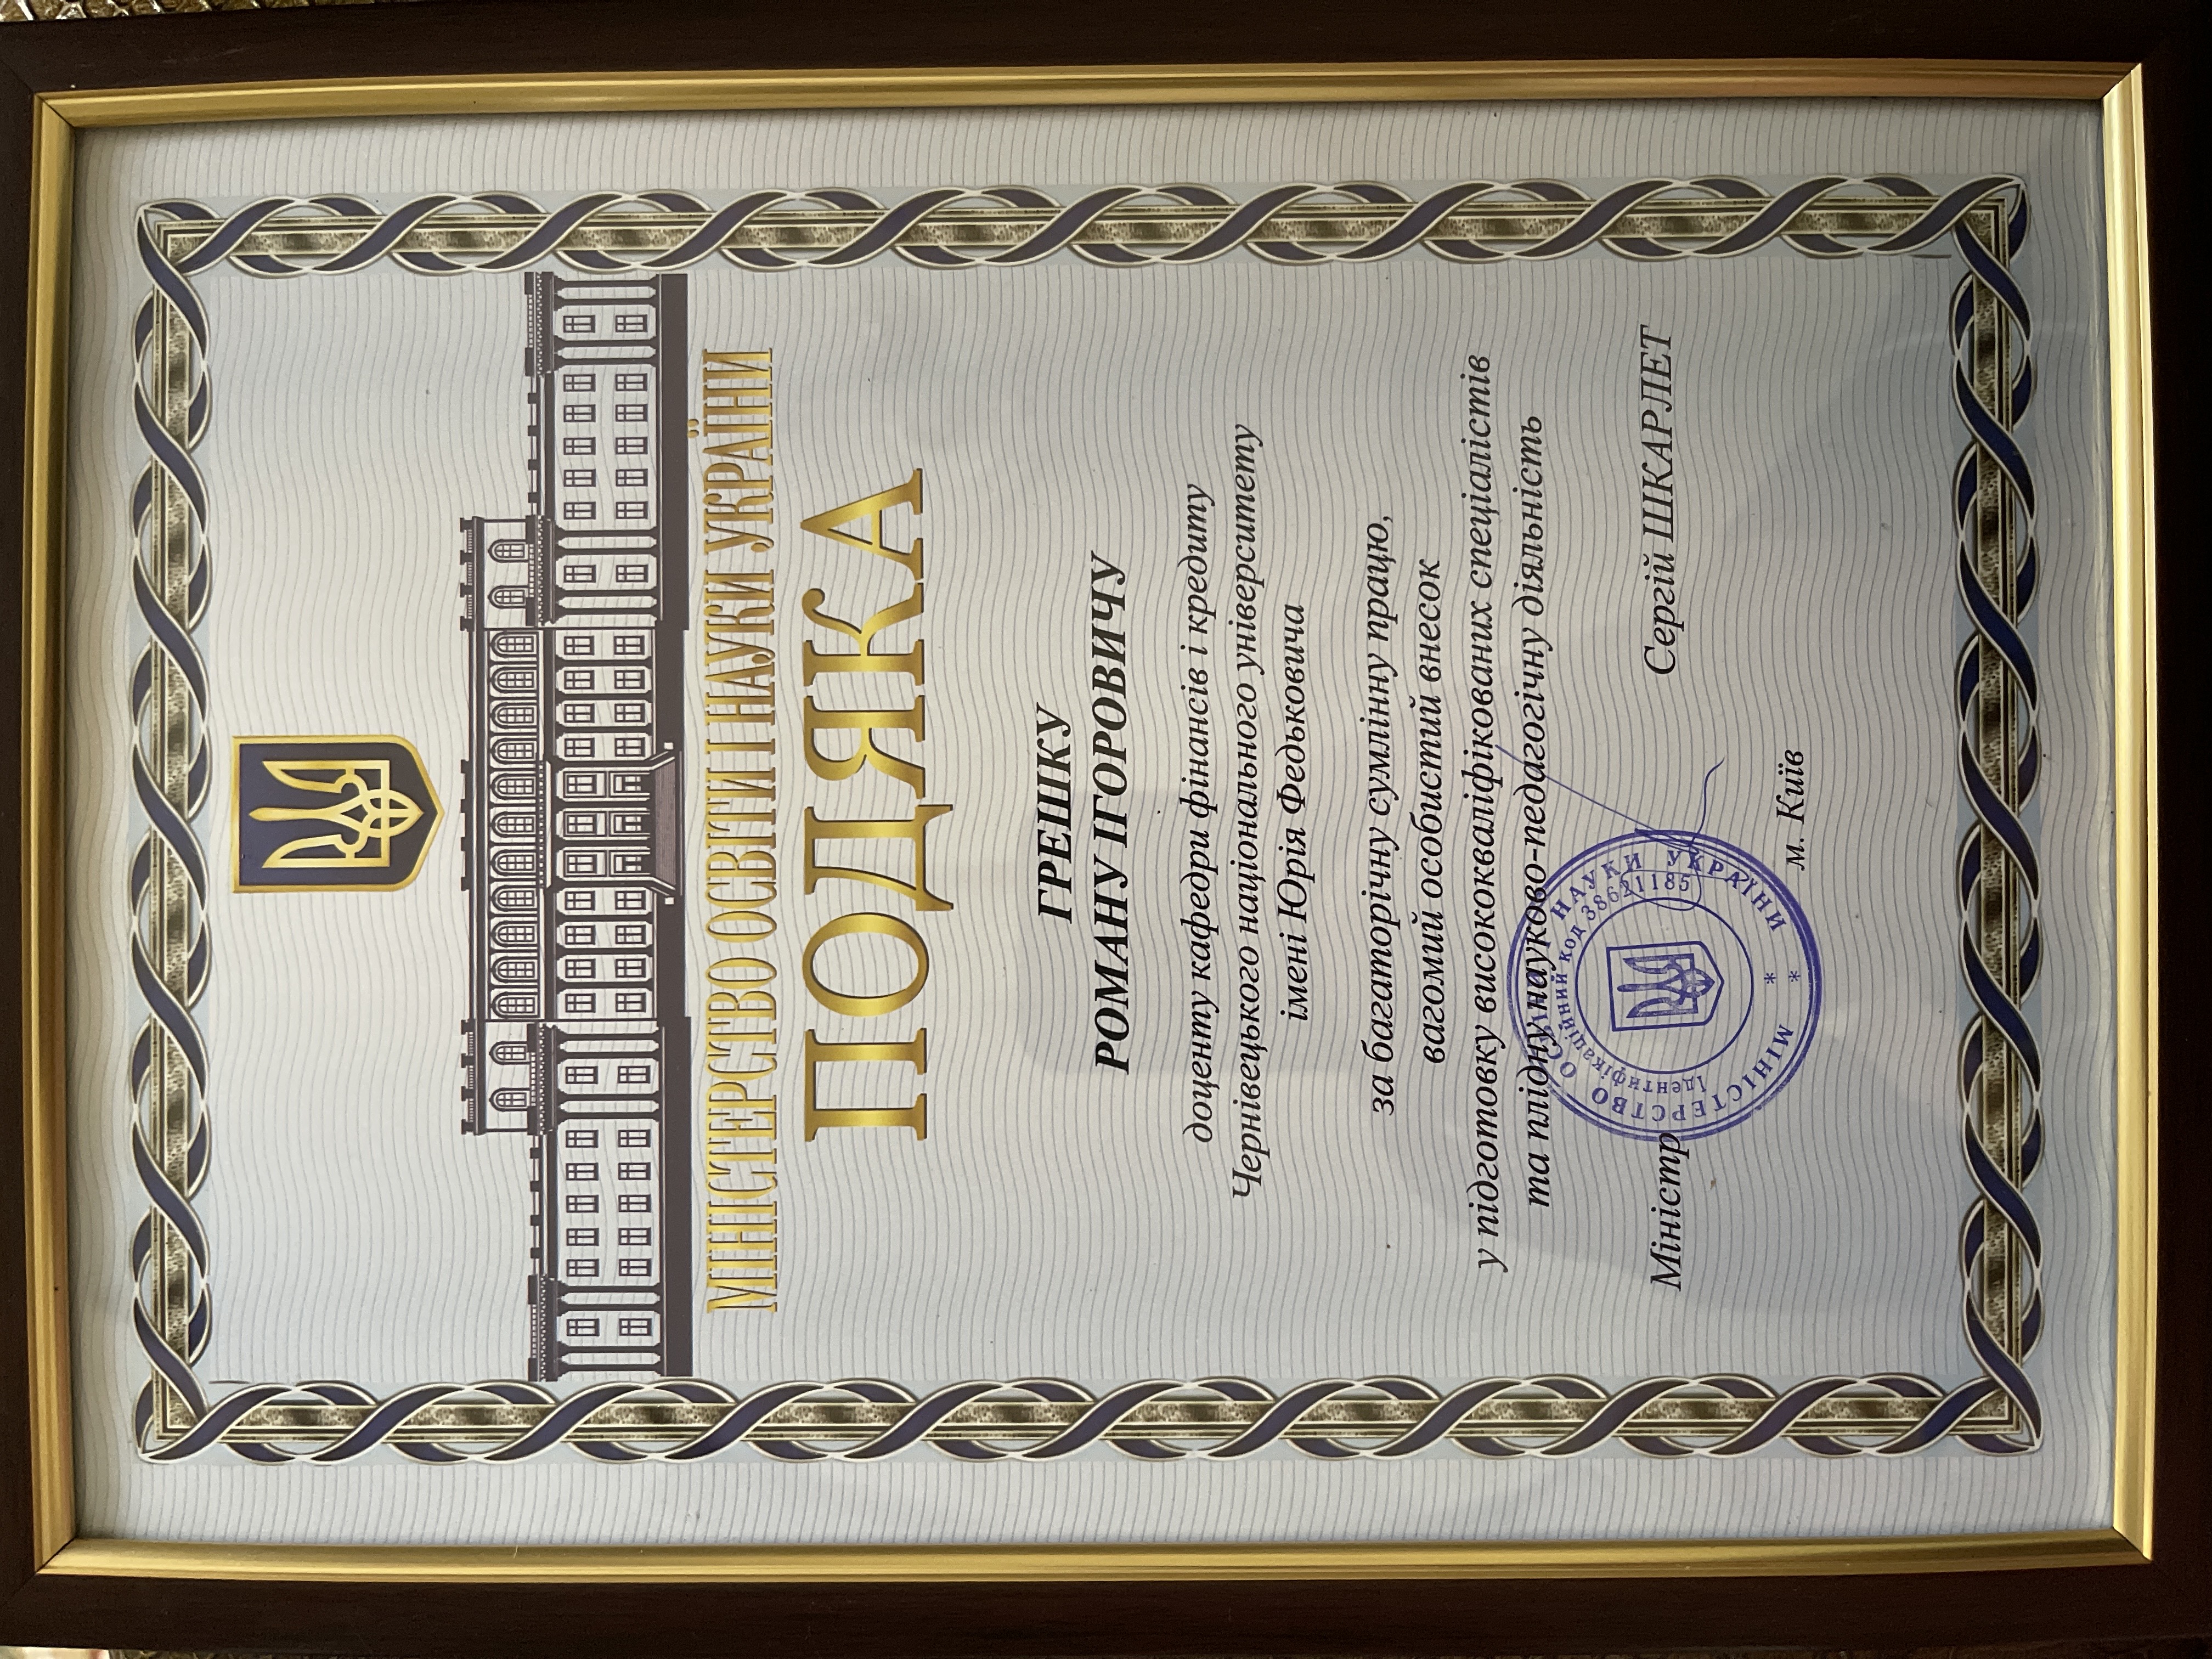 МІНІСТЕРСТВО ОСВІТИ І НАУКИ УКРАЇНИ
ПОДЯКА
ГРЕШКУ
РОМАНУ ІГОРОВИЧУ
доценту кафедри фінансів і кредиту
Чернівецького національного університету
імені Юрія Федьковича
за багаторічну сумлінну працю,
вагомий особистий внесок
у підготовку висококваліфікованих спеціалістів
та плідну науково-педагогічну діяльність
Міністр Сергій ШКАРЛЕТ
МІНІСТЕРСТВО ОСВІТИ І НАУКИ УКРАЇНИ * *
Ідентифікаційний код 38621185
м. Київ